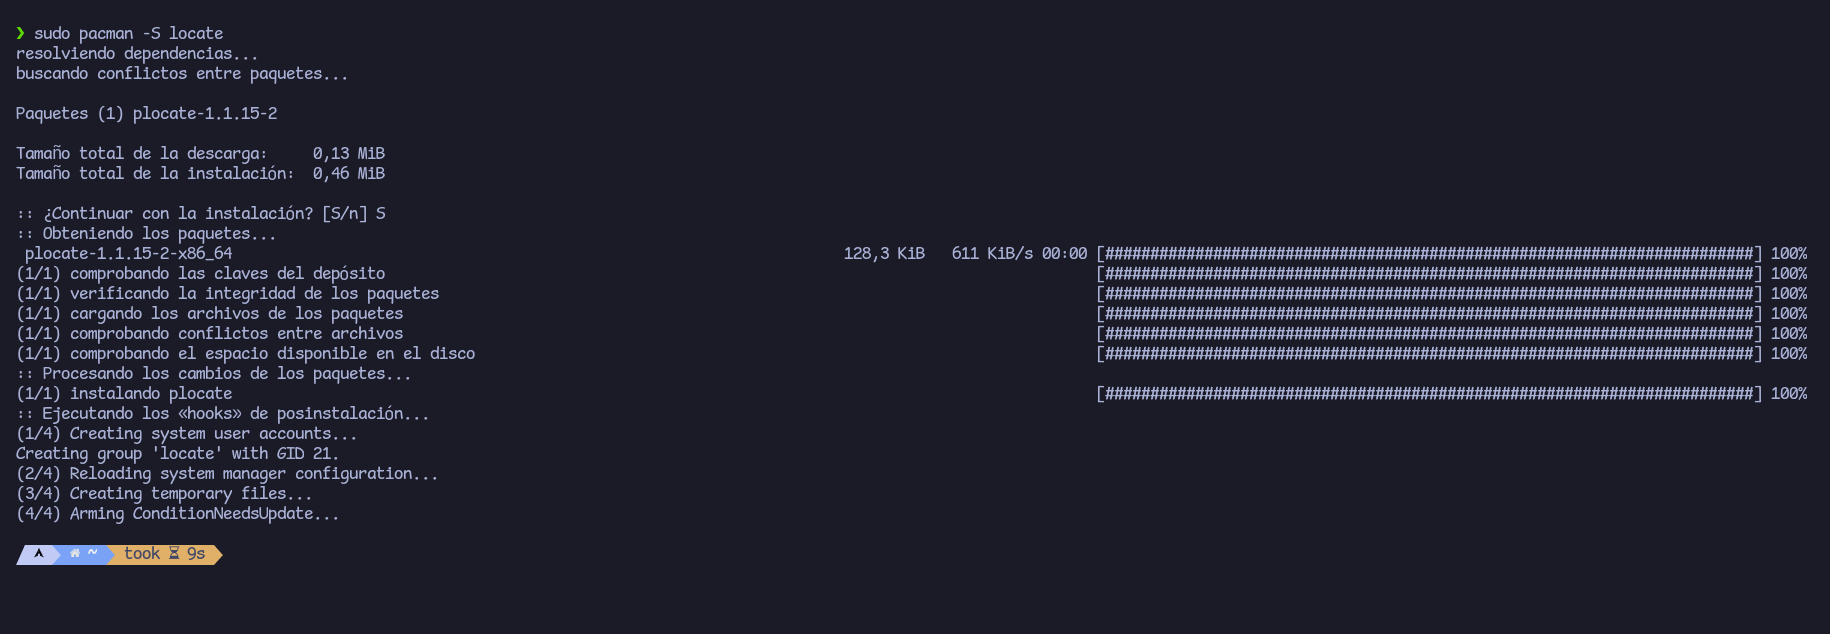 ❯ sudo pacman -S locate
resolviendo dependencias...
buscando conflictos entre paquetes...
Paquetes (1) plocate-1.1.15-2
Tamaño total de la descarga:     0,13 MiB
Tamaño total de la instalación:  0,46 MiB
:: ¿Continuar con la instalación? [S/n] S
:: Obteniendo los paquetes...
 plocate-1.1.15-2-x86_64 128,3 KiB   611 KiB/s 00:00 [########################################################################] 100%
(1/1) comprobando las claves del depósito [########################################################################] 100%
(1/1) verificando la integridad de los paquetes [########################################################################] 100%
(1/1) cargando los archivos de los paquetes [########################################################################] 100%
(1/1) comprobando conflictos entre archivos [########################################################################] 100%
(1/1) comprobando el espacio disponible en el disco [########################################################################] 100%
:: Procesando los cambios de los paquetes...
(1/1) instalando plocate [########################################################################] 100%
:: Ejecutando los «hooks» de posinstalación...
(1/4) Creating system user accounts...
Creating group 'locate' with GID 21.
(2/4) Reloading system manager configuration...
(3/4) Creating temporary files...
(4/4) Arming ConditionNeedsUpdate...
~ took ⏳ 9s